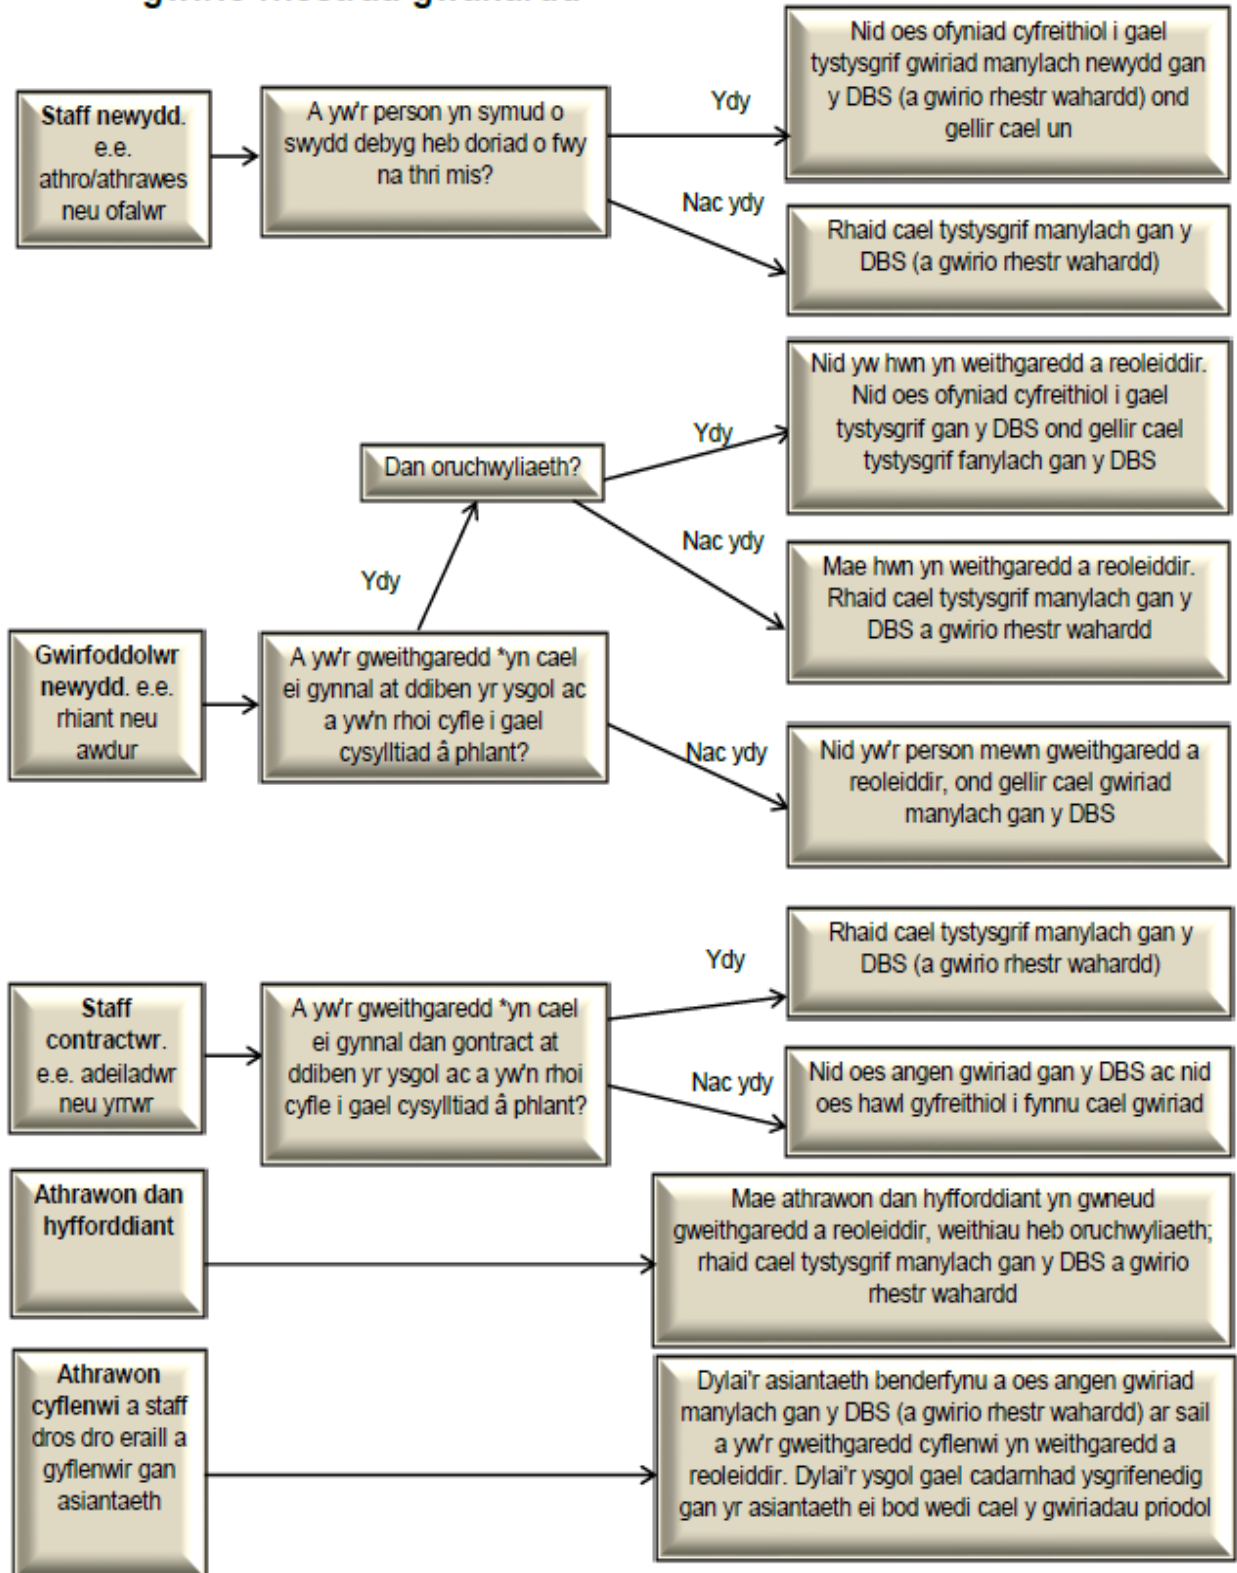 Nid oes ofyniad cyfreithiol i gael
tystysgrif gwiriad manylach newydd gan
y DBS (a gwirio rhestr wahardd) ond
gellir cael un
Ydy
Staff newydd.
e.e.
athro/athrawes
neu ofalwr
A yw'r person yn symud o
swydd debyg heb doriad o fwy
na thri mis?
Nac ydy
Rhaid cael tystysgrif manylach gan y
DBS (a gwirio rhestr wahardd)
Nid yw hwn yn weithgaredd a reoleiddir.
Nid oes ofyniad cyfreithiol i gael
tystysgrif gan y DBS ond gellir cael
tystysgrif fanylach gan y DBS
Ydy
Dan oruchwyliaeth?
Nac ydy
Ydy
Mae hwn yn weithgaredd a reoleiddir.
Rhaid cael tystysgrif manylach gan y
DBS a gwirio rhestr wahardd
Gwirfoddolwr
newydd. e.e.
rhiant neu
awdur
A yw'r gweithgaredd *yn cael
ei gynnal at ddiben yr ysgol ac
a yw'n rhoi cyfle i gael
cysylltiad â phlant?
Nac ydy
Nid yw'r person mewn gweithgaredd a
reoleiddir, ond gellir cael gwiriad
manylach gan y DBS
Rhaid cael tystysgrif manylach gan y
DBS (a gwirio rhestr wahardd)
Ydy
Staff
contractwr.
e.e. adeiladwr
neu yrrwr
A yw'r gweithgaredd *yn cael
ei gynnal dan gontract at
ddiben yr ysgol ac a yw'n rhoi
cyfle i gael cysylltiad â phlant?
Nac ydy
Nid oes angen gwiriad gan y DBS ac nid
oes hawl gyfreithiol i fynnu cael gwiriad
Athrawon dan
hyfforddiant
Mae athrawon dan hyfforddiant yn gwneud
gweithgaredd a reoleiddir, weithiau heb oruchwyliaeth;
rhaid cael tystysgrif manylach gan y DBS a gwirio
rhestr wahardd
Athrawon
cyflenwi a staff
dros dro eraill a
gyflenwir gan
asiantaeth
Dylai'r asiantaeth benderfynu a oes angen gwiriad
manylach gan y DBS (a gwirio rhestr wahardd) ar sail
a yw'r gweithgaredd cyflenwi yn weithgaredd a
reoleiddir. Dylai'r ysgol gael cadarnhad ysgrifenedig
gan yr asiantaeth ei bod wedi cael y gwiriadau priodol